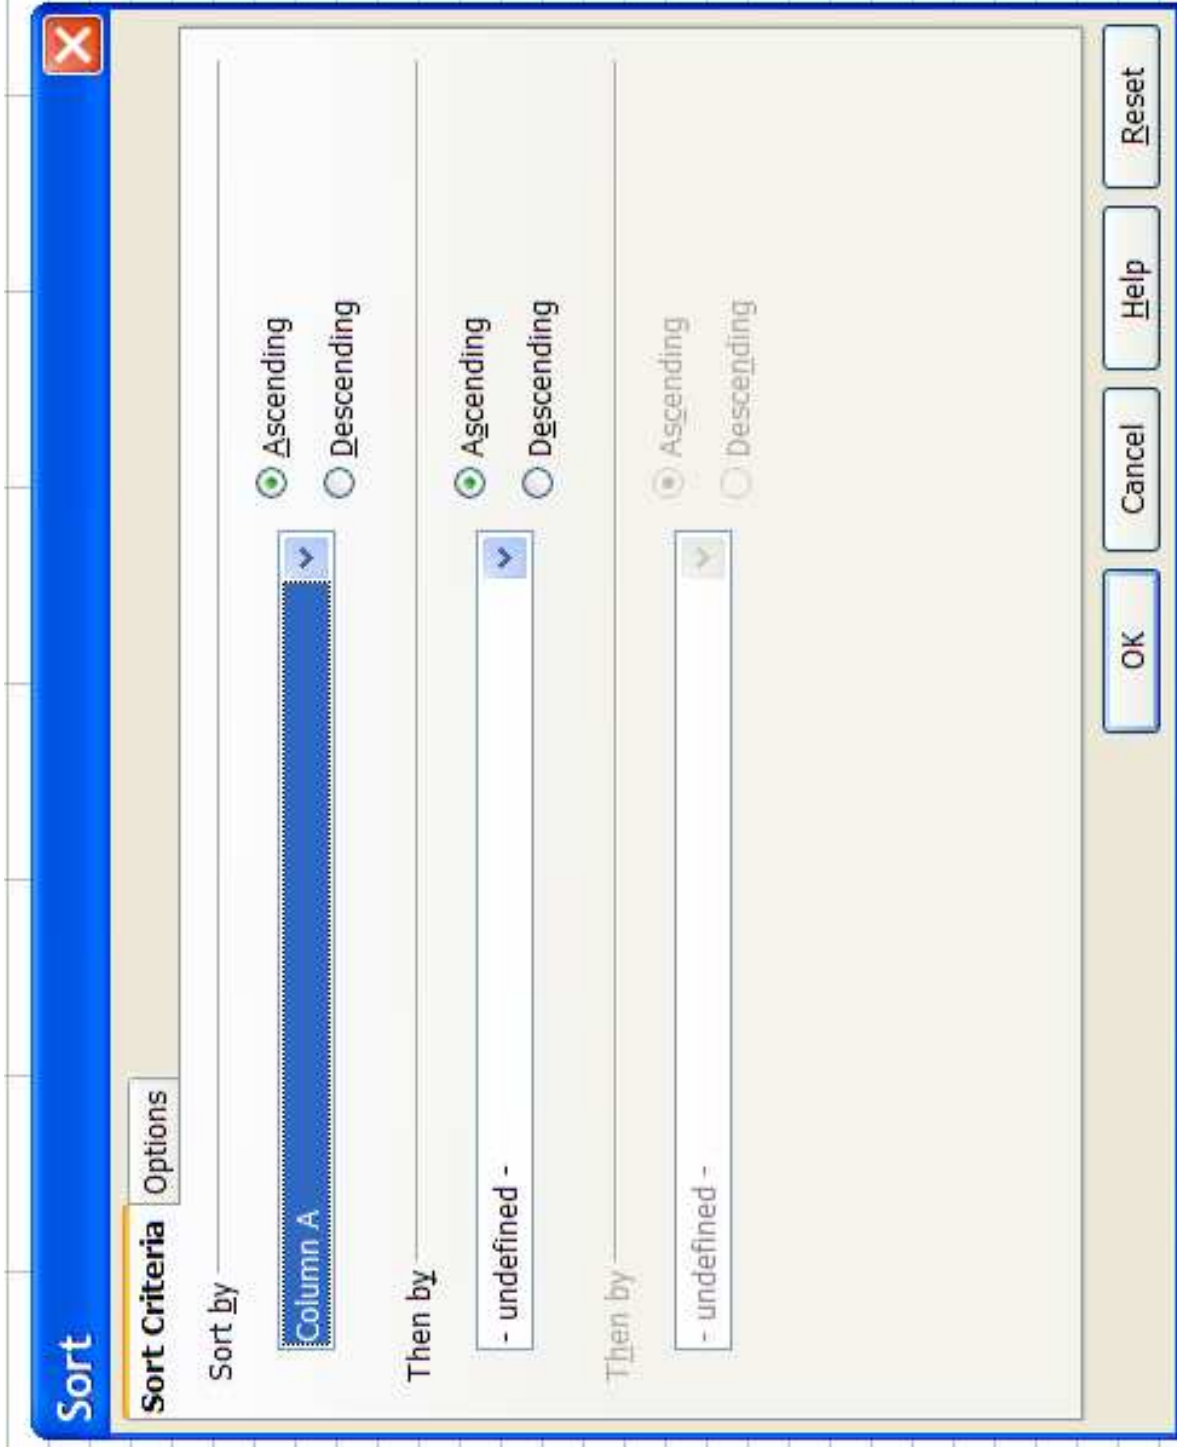 Sort
Sort Criteria Options
Sort by
Column A
Ascending
Descending
Then by
- undefined -
Ascending
Descending
Then by
- undefined -
Ascending
Descending
OK Cancel Help Reset